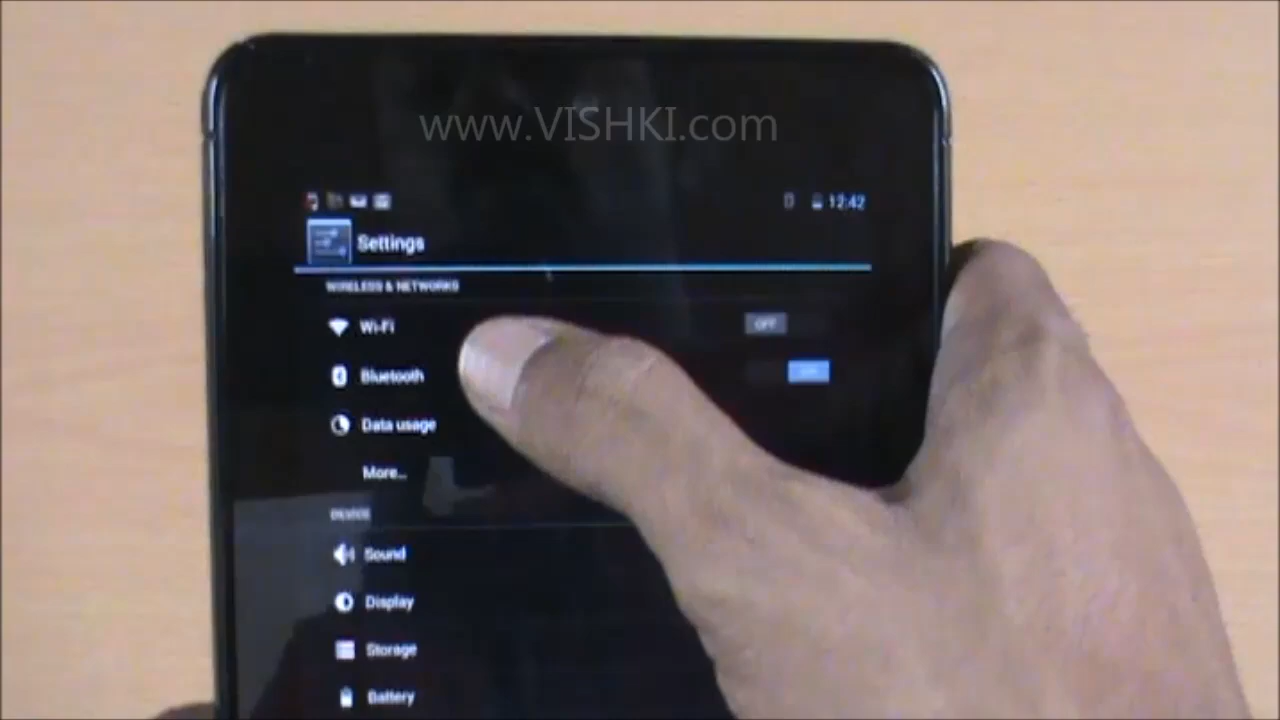 www.VISHKI.com
12:42
Settings
WIRELESS & NETWORKS
Wi-Fi OFF
Bluetooth
Data usage
More...
DEVICE
Sound
Display
Storage
Battery